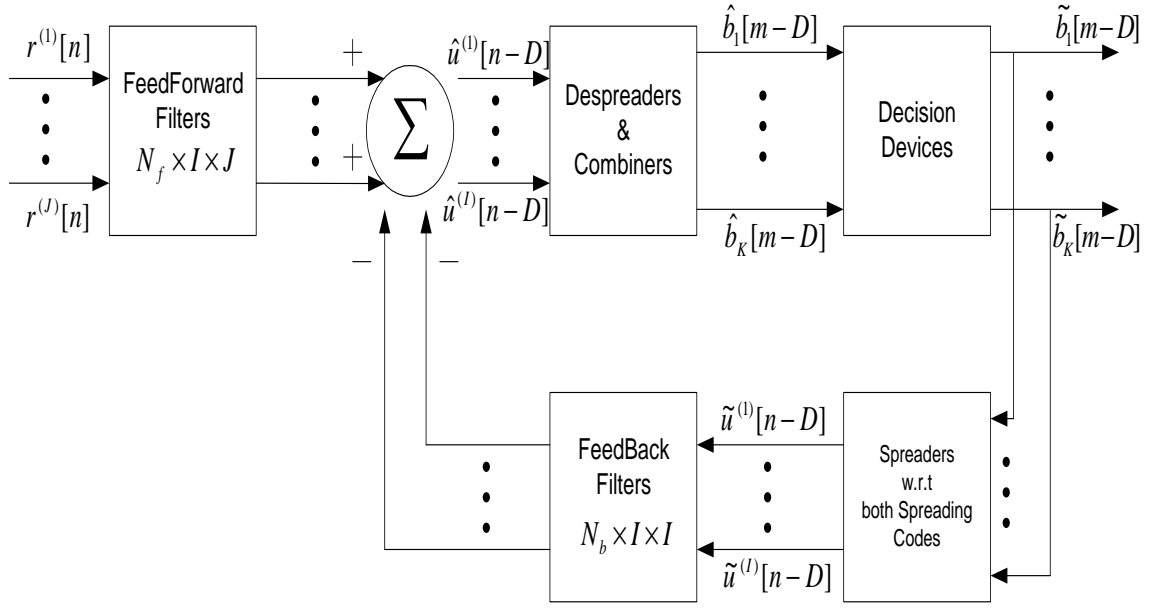 r^{(1)}[n]
r^{(J)}[n]
FeedForward
Filters
N_f × I × J
+
+
Σ
−
−
û^{(1)}[n−D]
û^{(I)}[n−D]
Despreaders
&
Combiners
b̂_1[m−D]
b̂_K[m−D]
Decision
Devices
b̃_1[m−D]
b̃_K[m−D]
FeedBack
Filters
N_b × I × I
ũ^{(1)}[n−D]
ũ^{(I)}[n−D]
Spreaders
w.r.t
both Spreading
Codes